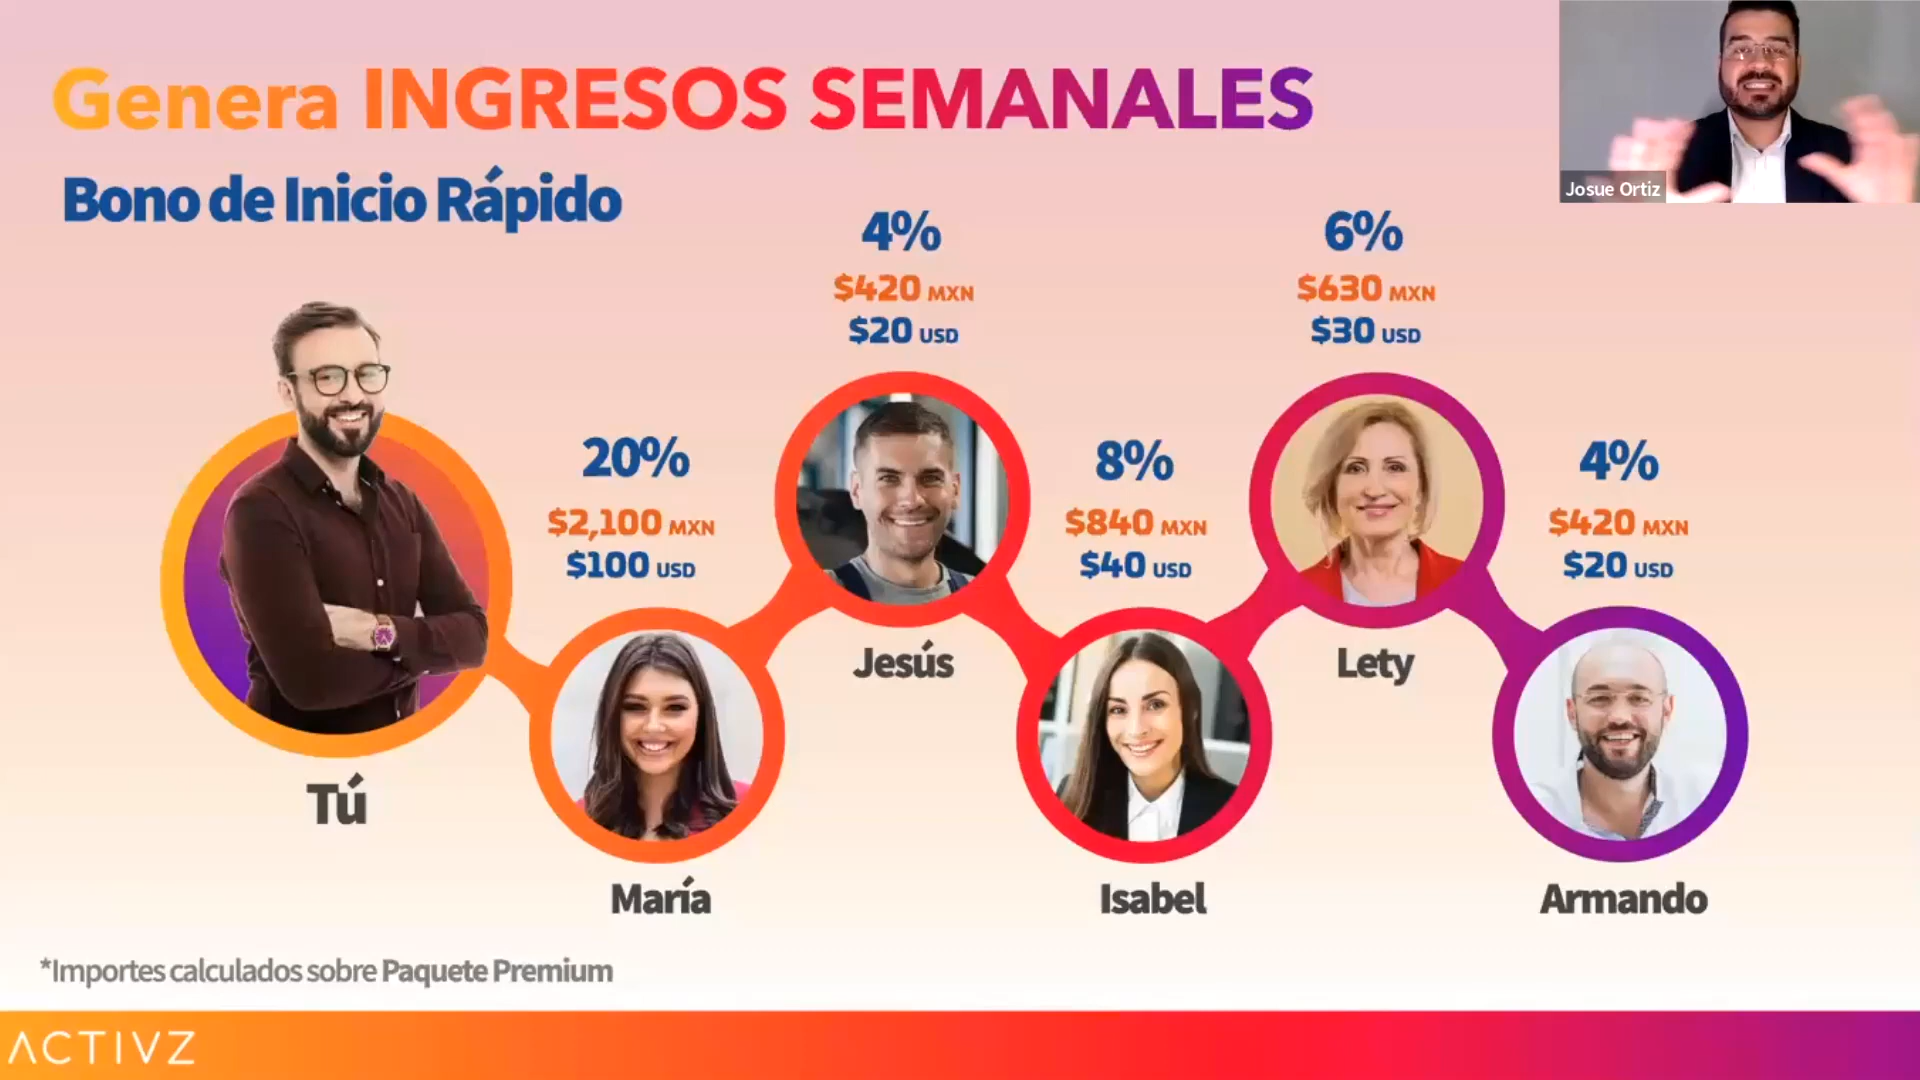 Genera INGRESOS SEMANALES
Bono de Inicio Rápido
Josue Ortiz
4%
$420 MXN
$20 USD
6%
$630 MXN
$30 USD
20%
$2,100 MXN
$100 USD
8%
$840 MXN
$40 USD
4%
$420 MXN
$20 USD
Jesús
Lety
Tú
María
Isabel
Armando
*Importes calculados sobre Paquete Premium
ACTIVZ